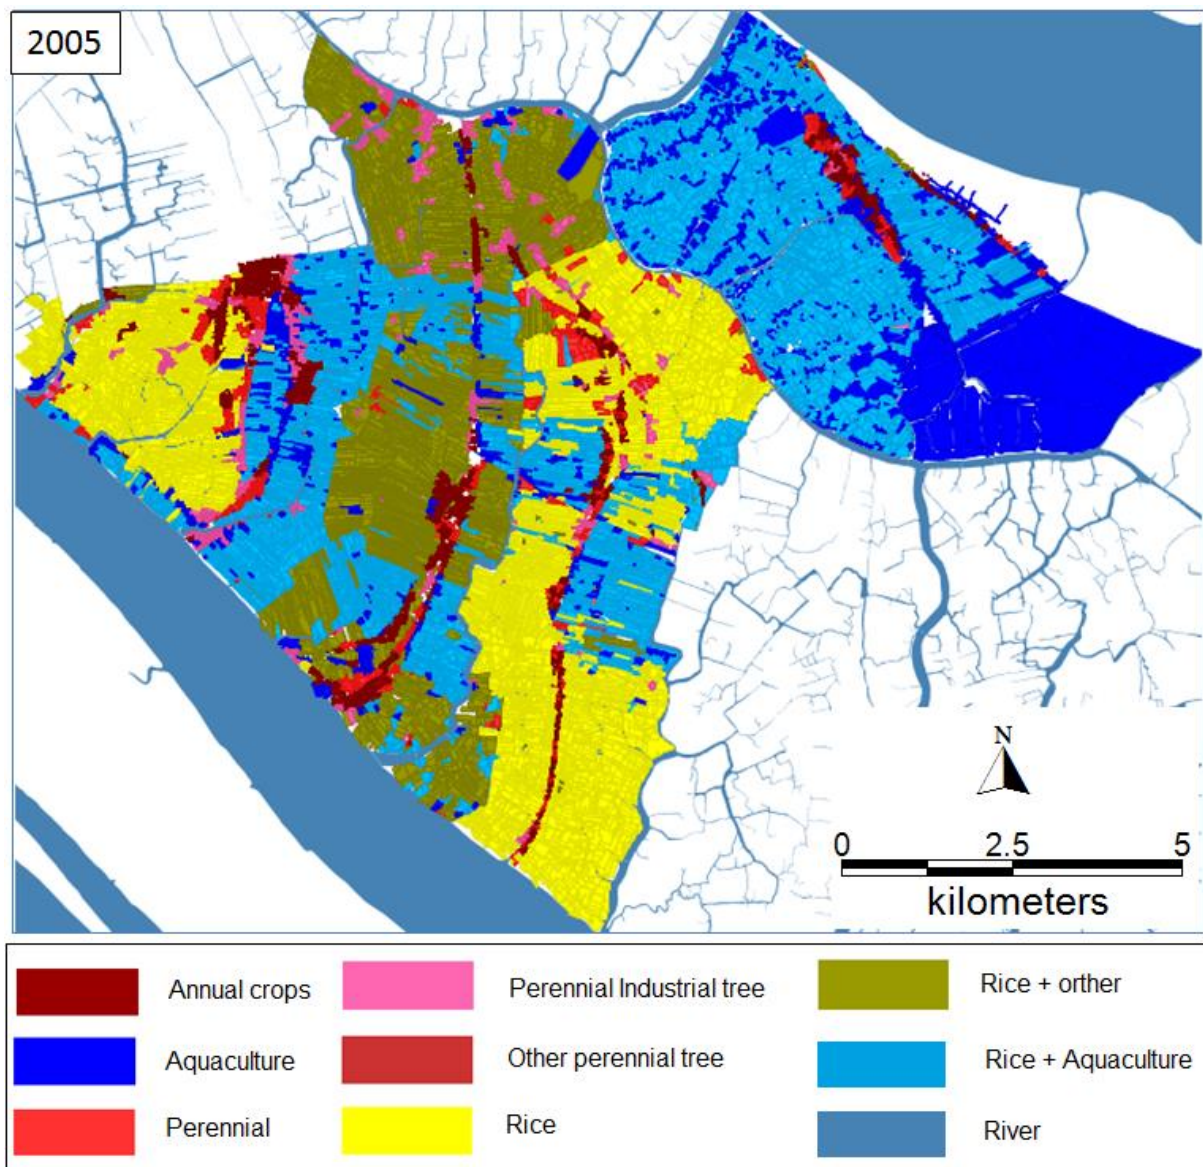 2005
N
0 2.5 5
kilometers
Annual crops Perennial Industrial tree Rice + orther
Aquaculture Other perennial tree Rice + Aquaculture
Perennial Rice River